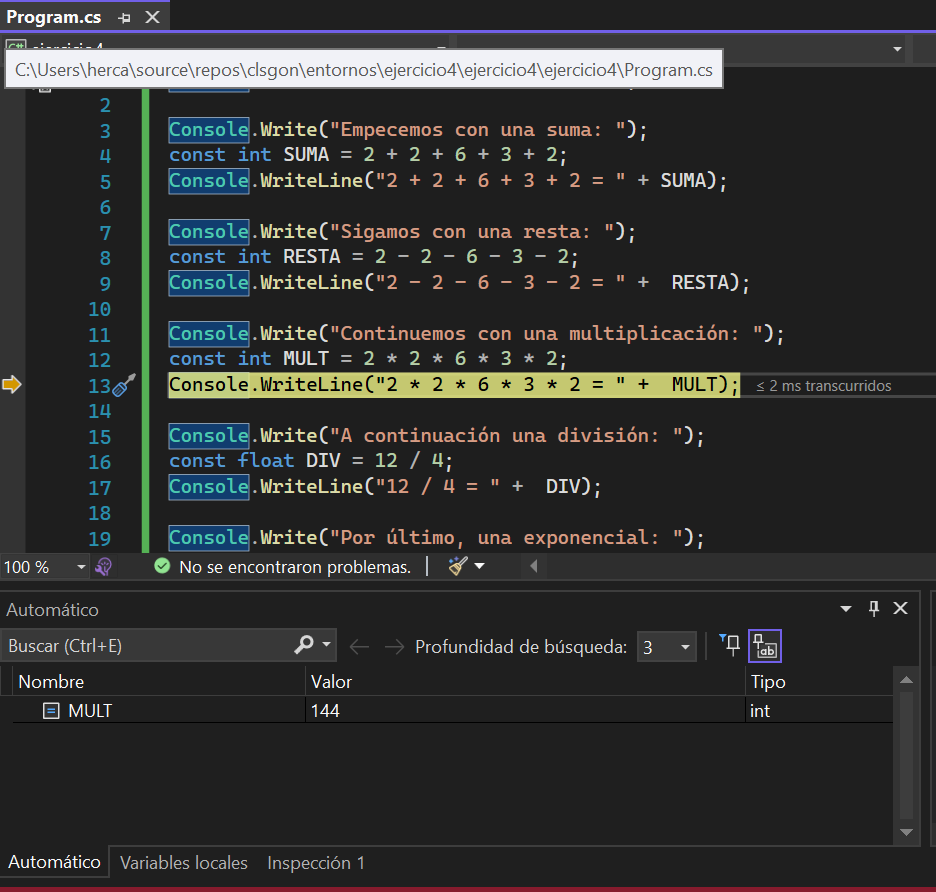 Program.cs
C:\Users\herca\source\repos\clsgon\entornos\ejercicio4\ejercicio4\ejercicio4\Program.cs
2
3 Console.Write("Empecemos con una suma: ");
4 const int SUMA = 2 + 2 + 6 + 3 + 2;
5 Console.WriteLine("2 + 2 + 6 + 3 + 2 = " + SUMA);
6
7 Console.Write("Sigamos con una resta: ");
8 const int RESTA = 2 - 2 - 6 - 3 - 2;
9 Console.WriteLine("2 - 2 - 6 - 3 - 2 = " +  RESTA);
10
11 Console.Write("Continuemos con una multiplicación: ");
12 const int MULT = 2 * 2 * 6 * 3 * 2;
13 Console.WriteLine("2 * 2 * 6 * 3 * 2 = " +  MULT); ≤ 2 ms transcurridos
14
15 Console.Write("A continuación una división: ");
16 const float DIV = 12 / 4;
17 Console.WriteLine("12 / 4 = " +  DIV);
18
19 Console.Write("Por último, una exponencial: ");
100 % No se encontraron problemas.
Automático
Buscar (Ctrl+E) Profundidad de búsqueda: 3
Nombre Valor Tipo
MULT 144 int
Automático Variables locales Inspección 1